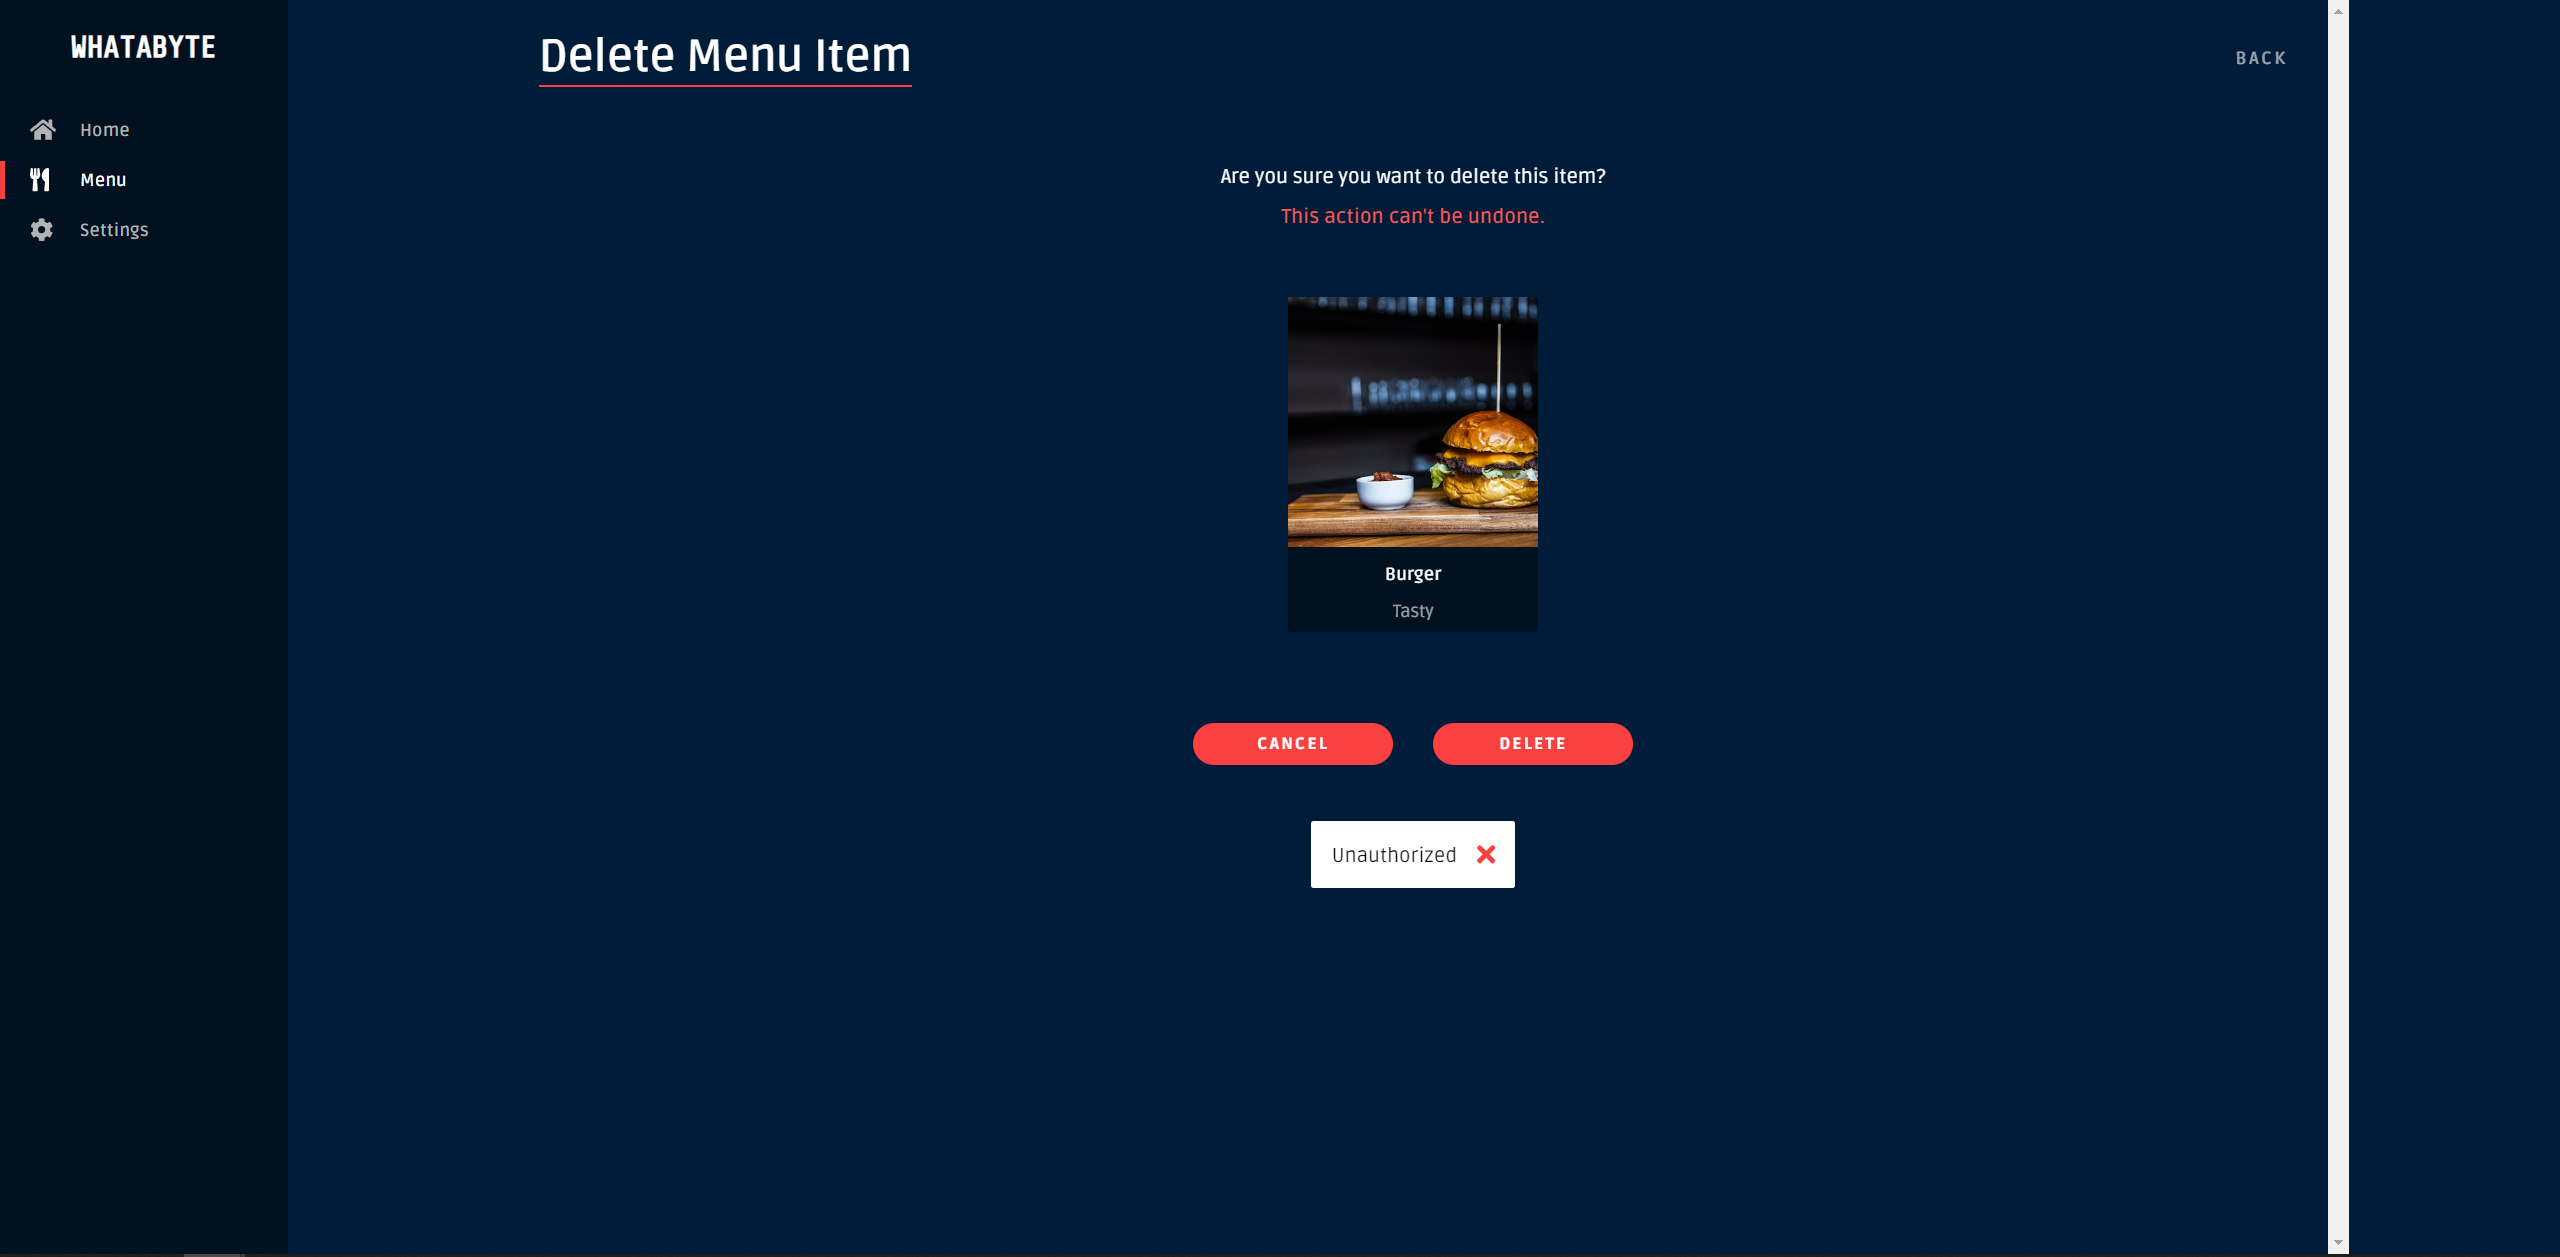 WHATABYTE
Home
Menu
Settings
Delete Menu Item
BACK
Are you sure you want to delete this item?
This action can't be undone.
Burger
Tasty
CANCEL
DELETE
Unauthorized